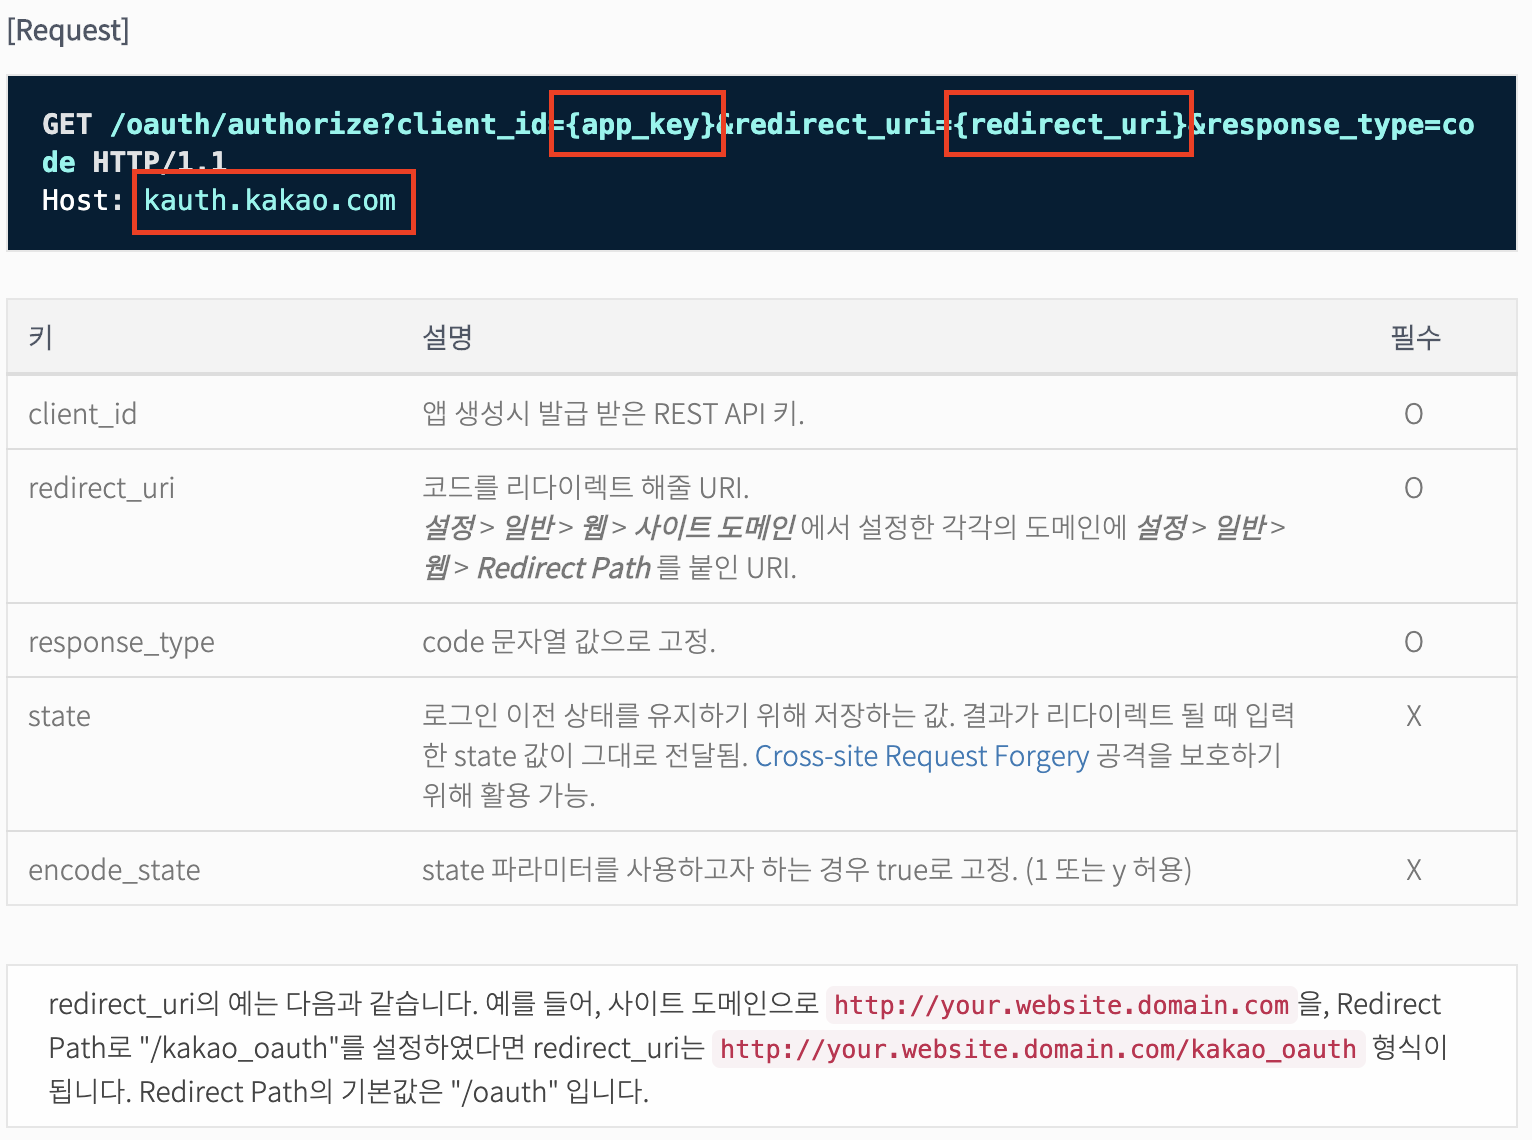 [Request]
GET /oauth/authorize?client_id={app_key}&redirect_uri={redirect_uri}&response_type=co
de HTTP/1.1
Host: kauth.kakao.com
키 설명 필수
client_id 앱 생성시 발급 받은 REST API 키. O
redirect_uri 코드를 리다이렉트 해줄 URI. O
설정 > 일반 > 웹 > 사이트 도메인 에서 설정한 각각의 도메인에 설정 > 일반 >
웹 > Redirect Path 를 붙인 URI.
response_type code 문자열 값으로 고정. O
state 로그인 이전 상태를 유지하기 위해 저장하는 값. 결과가 리다이렉트 될 때 입력 X
한 state 값이 그대로 전달됨. Cross-site Request Forgery 공격을 보호하기
위해 활용 가능.
encode_state state 파라미터를 사용하고자 하는 경우 true로 고정. (1 또는 y 허용) X
redirect_uri의 예는 다음과 같습니다. 예를 들어, 사이트 도메인으로 http://your.website.domain.com을, Redirect
Path로 "/kakao_oauth"를 설정하였다면 redirect_uri는 http://your.website.domain.com/kakao_oauth 형식이
됩니다. Redirect Path의 기본값은 "/oauth" 입니다.